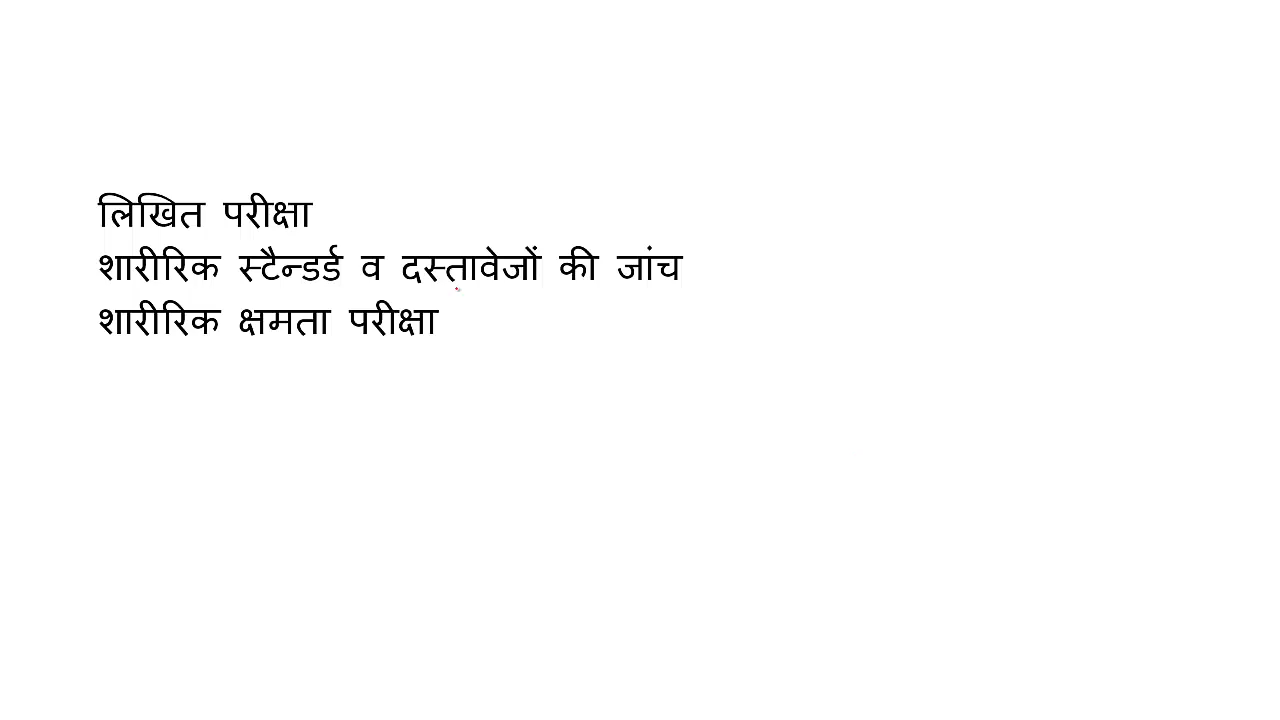 लिखित परीक्षा
शारीरिक स्टैन्डर्ड व दस्तावेजों की जांच
शारीरिक क्षमता परीक्षा